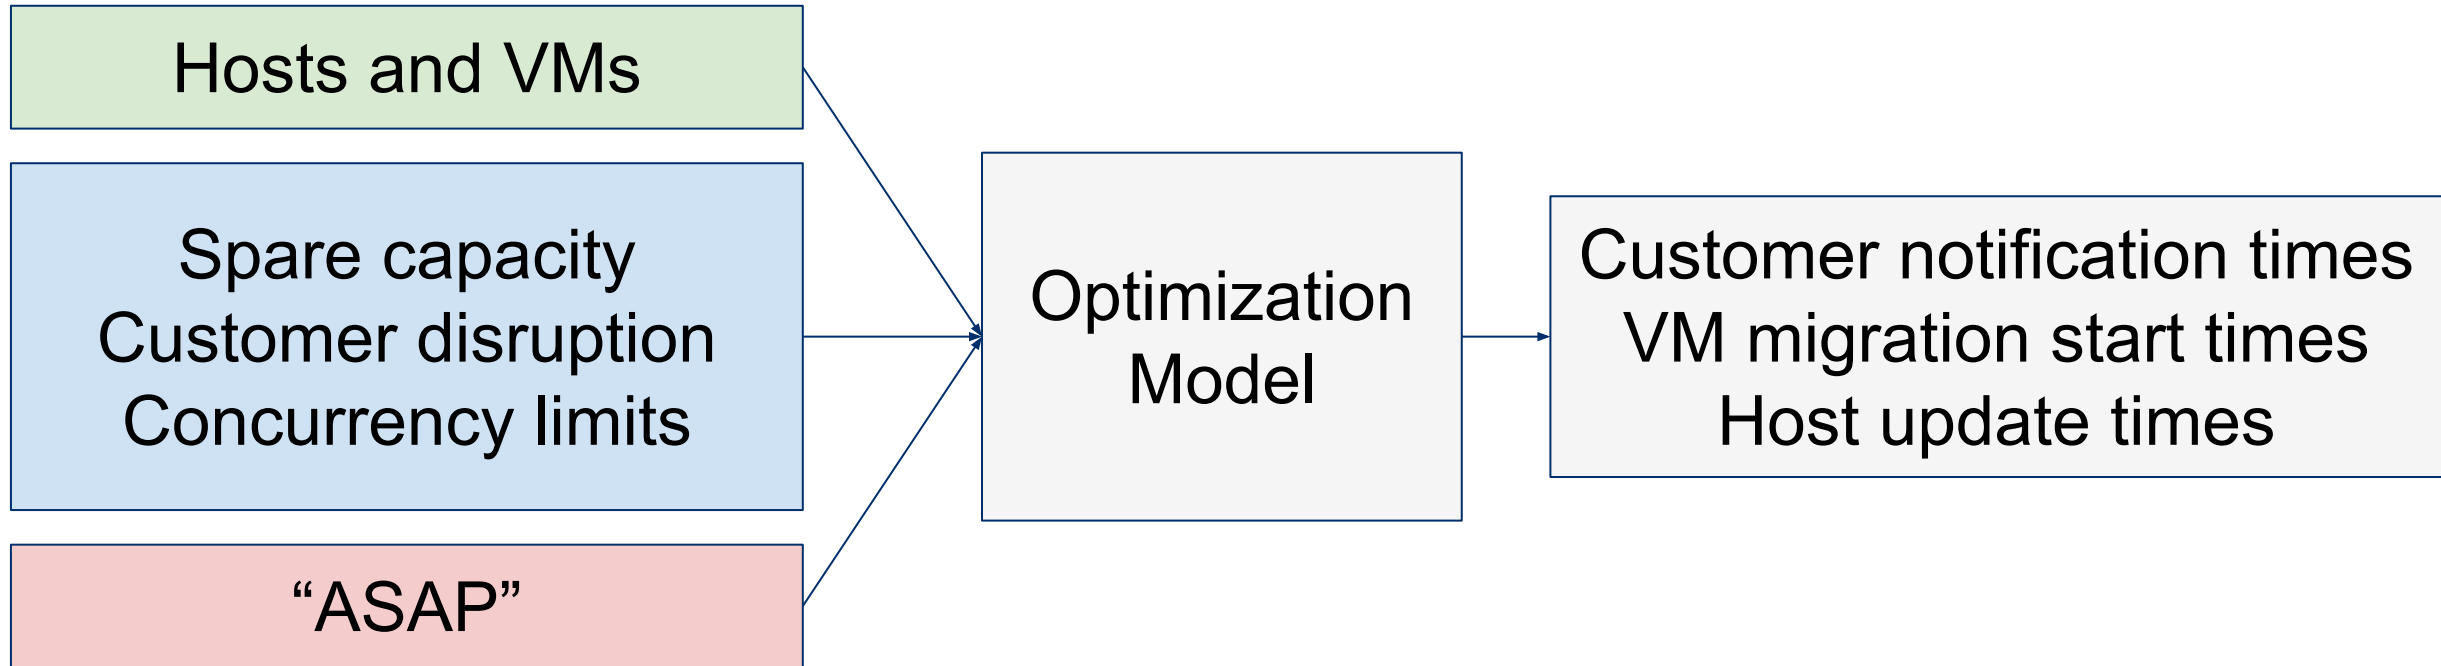 Hosts and VMs
Spare capacity
Customer disruption
Concurrency limits
“ASAP”
Optimization
Model
Customer notification times
VM migration start times
Host update times